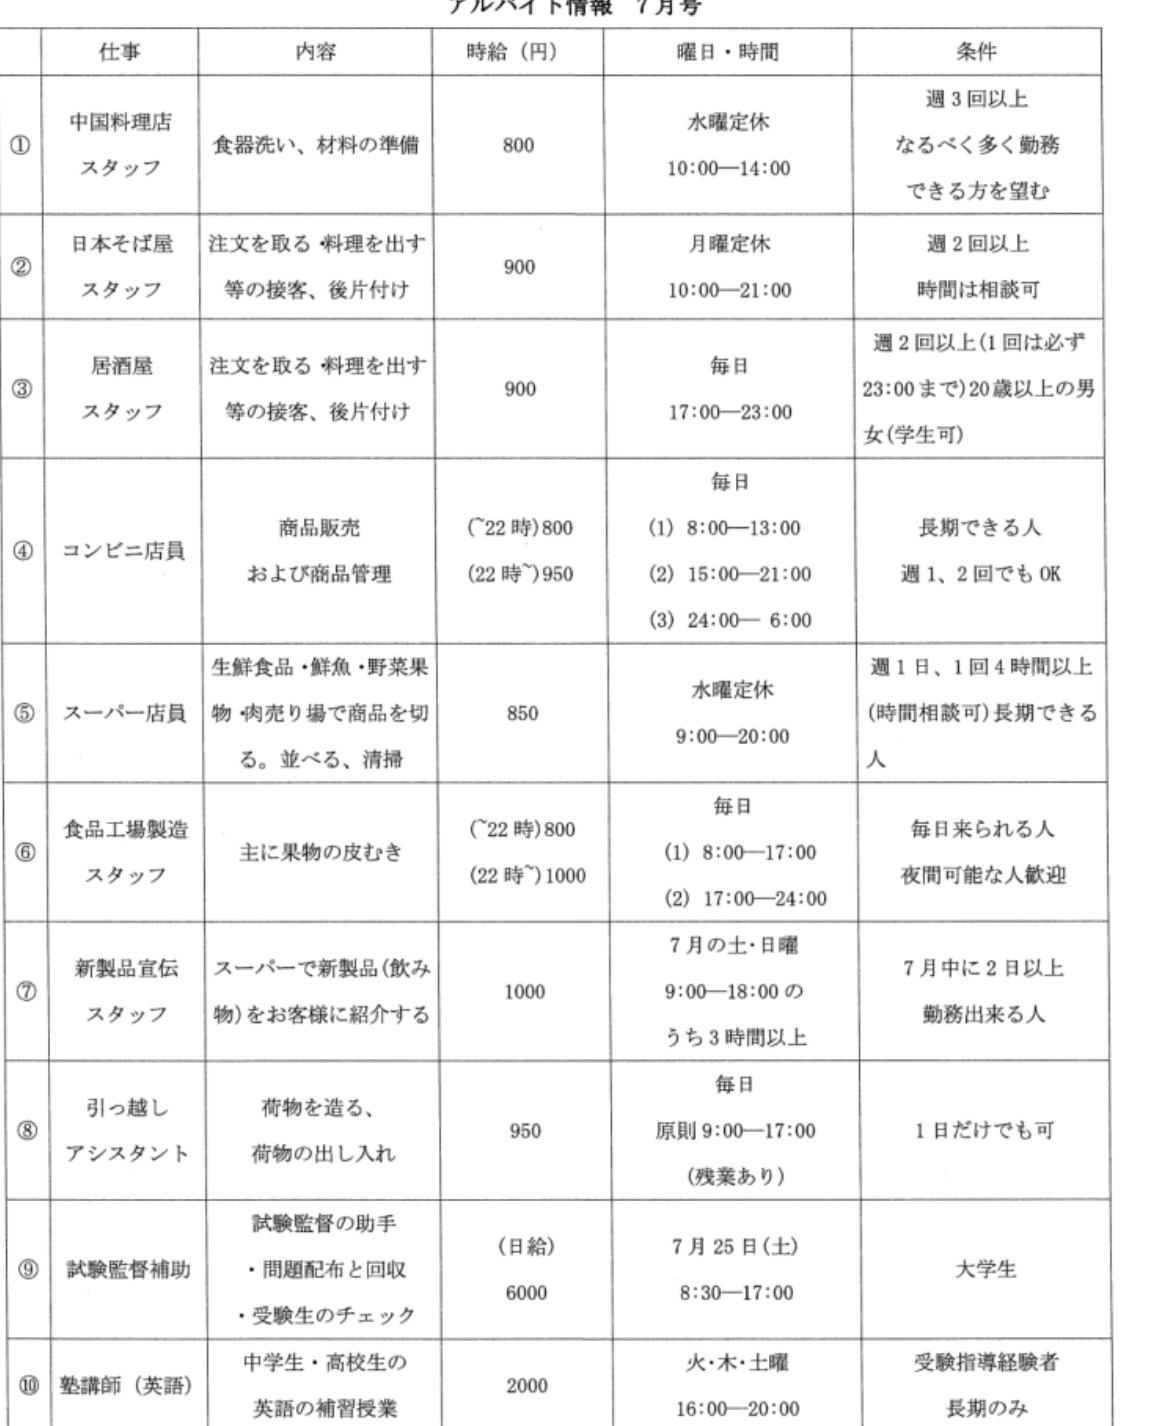 アルバイト情報 7月号
仕事 内容 時給（円） 曜日・時間 条件
① 中国料理店 スタッフ 食器洗い、材料の準備 800 水曜定休 10:00―14:00 週3回以上 なるべく多く勤務 できる方を望む
② 日本そば屋 スタッフ 注文を取る・料理を出す 等の接客、後片付け 900 月曜定休 10:00―21:00 週2回以上 時間は相談可
③ 居酒屋 スタッフ 注文を取る・料理を出す 等の接客、後片付け 900 毎日 17:00―23:00 週2回以上(1回は必ず 23:00まで)20歳以上の男 女(学生可)
④ コンビニ店員 商品販売 および商品管理 (~22時)800 (22時~)950 毎日 (1) 8:00―13:00 (2) 15:00―21:00 (3) 24:00― 6:00 長期できる人 週1、2回でもOK
⑤ スーパー店員 生鮮食品・鮮魚・野菜果 物・肉売り場で商品を切 る。並べる、清掃 850 水曜定休 9:00―20:00 週1日、1回4時間以上 (時間相談可)長期できる 人
⑥ 食品工場製造 スタッフ 主に果物の皮むき (~22時)800 (22時~)1000 毎日 (1) 8:00―17:00 (2) 17:00―24:00 毎日来られる人 夜間可能な人歓迎
⑦ 新製品宣伝 スタッフ スーパーで新製品(飲み 物)をお客様に紹介する 1000 7月の土・日曜 9:00―18:00の うち3時間以上 7月中に2日以上 勤務出来る人
⑧ 引っ越し アシスタント 荷物を造る、 荷物の出し入れ 950 毎日 原則9:00―17:00 (残業あり) 1日だけでも可
⑨ 試験監督補助 試験監督の助手 ・問題配布と回収 ・受験生のチェック (日給) 6000 7月25日(土) 8:30―17:00 大学生
⑩ 塾講師（英語） 中学生・高校生の 英語の補習授業 2000 火・木・土曜 16:00―20:00 受験指導経験者 長期のみ